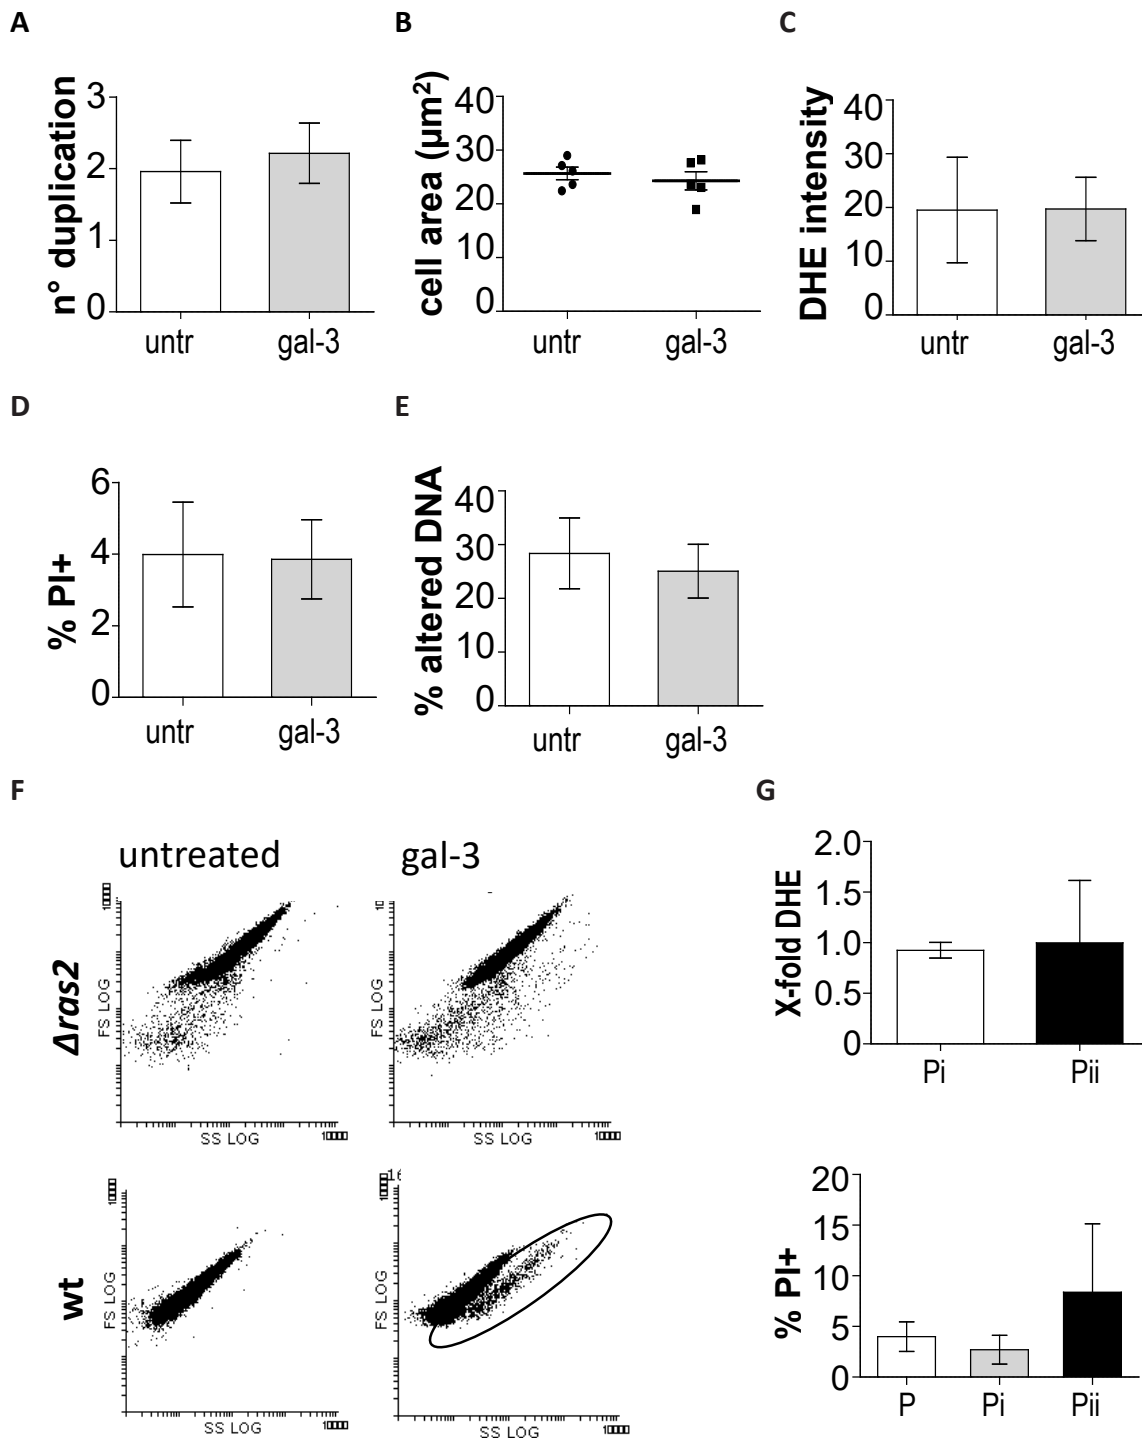 A
n° duplication
3
2
1
0
untr gal-3
B
cell area (µm²)
40
30
20
10
0
untr gal-3
C
DHE intensity
40
30
20
10
0
untr gal-3
D
% PI+
6
4
2
0
untr gal-3
E
% altered DNA
40
30
20
10
0
untr gal-3
F
untreated gal-3
Δras2
FS LOG
SS LOG
FS LOG
SS LOG
wt
FS LOG
SS LOG
FS LOG
SS LOG
G
X-fold DHE
2.0
1.5
1.0
0.5
0
Pi Pii
% PI+
20
15
10
5
0
P Pi Pii